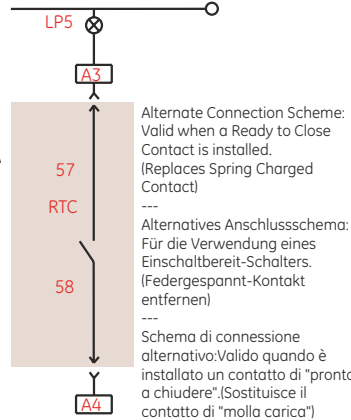 LP5
A3
57
RTC
58
A4
Alternate Connection Scheme:
Valid when a Ready to Close
Contact is installed.
(Replaces Spring Charged
Contact)
---
Alternatives Anschlussschema:
Für die Verwendung eines
Einschaltbereit-Schalters.
(Federgespannt-Kontakt
entfernen)
---
Schema di connessione
alternativo:Valido quando è
installato un contatto di "pronto
a chiudere".(Sostituisce il
contatto di "molla carica")